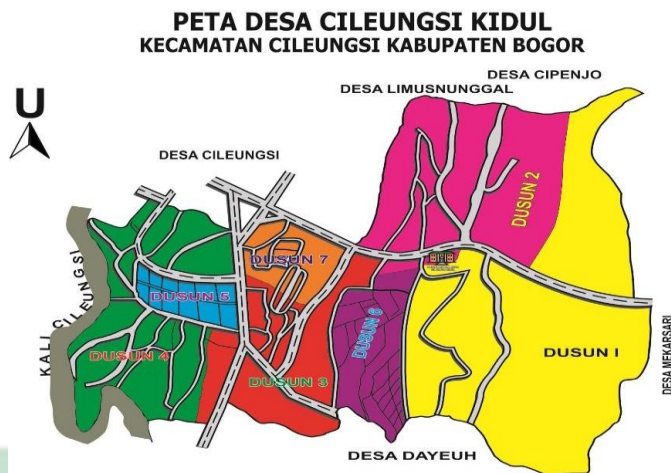 PETA DESA CILEUNGSI KIDUL
KECAMATAN CILEUNGSI KABUPATEN BOGOR
DESA CIPENJO
DESA LIMUSNUNGGAL
U
DESA CILEUNGSI
DUSUN 2
DUSUN 7
KALI CILEUNGSI
DUSUN 5
DUSUN 6
DUSUN I
DUSUN 4
DUSUN 3
DESA MEKARSARI
DESA DAYEUH